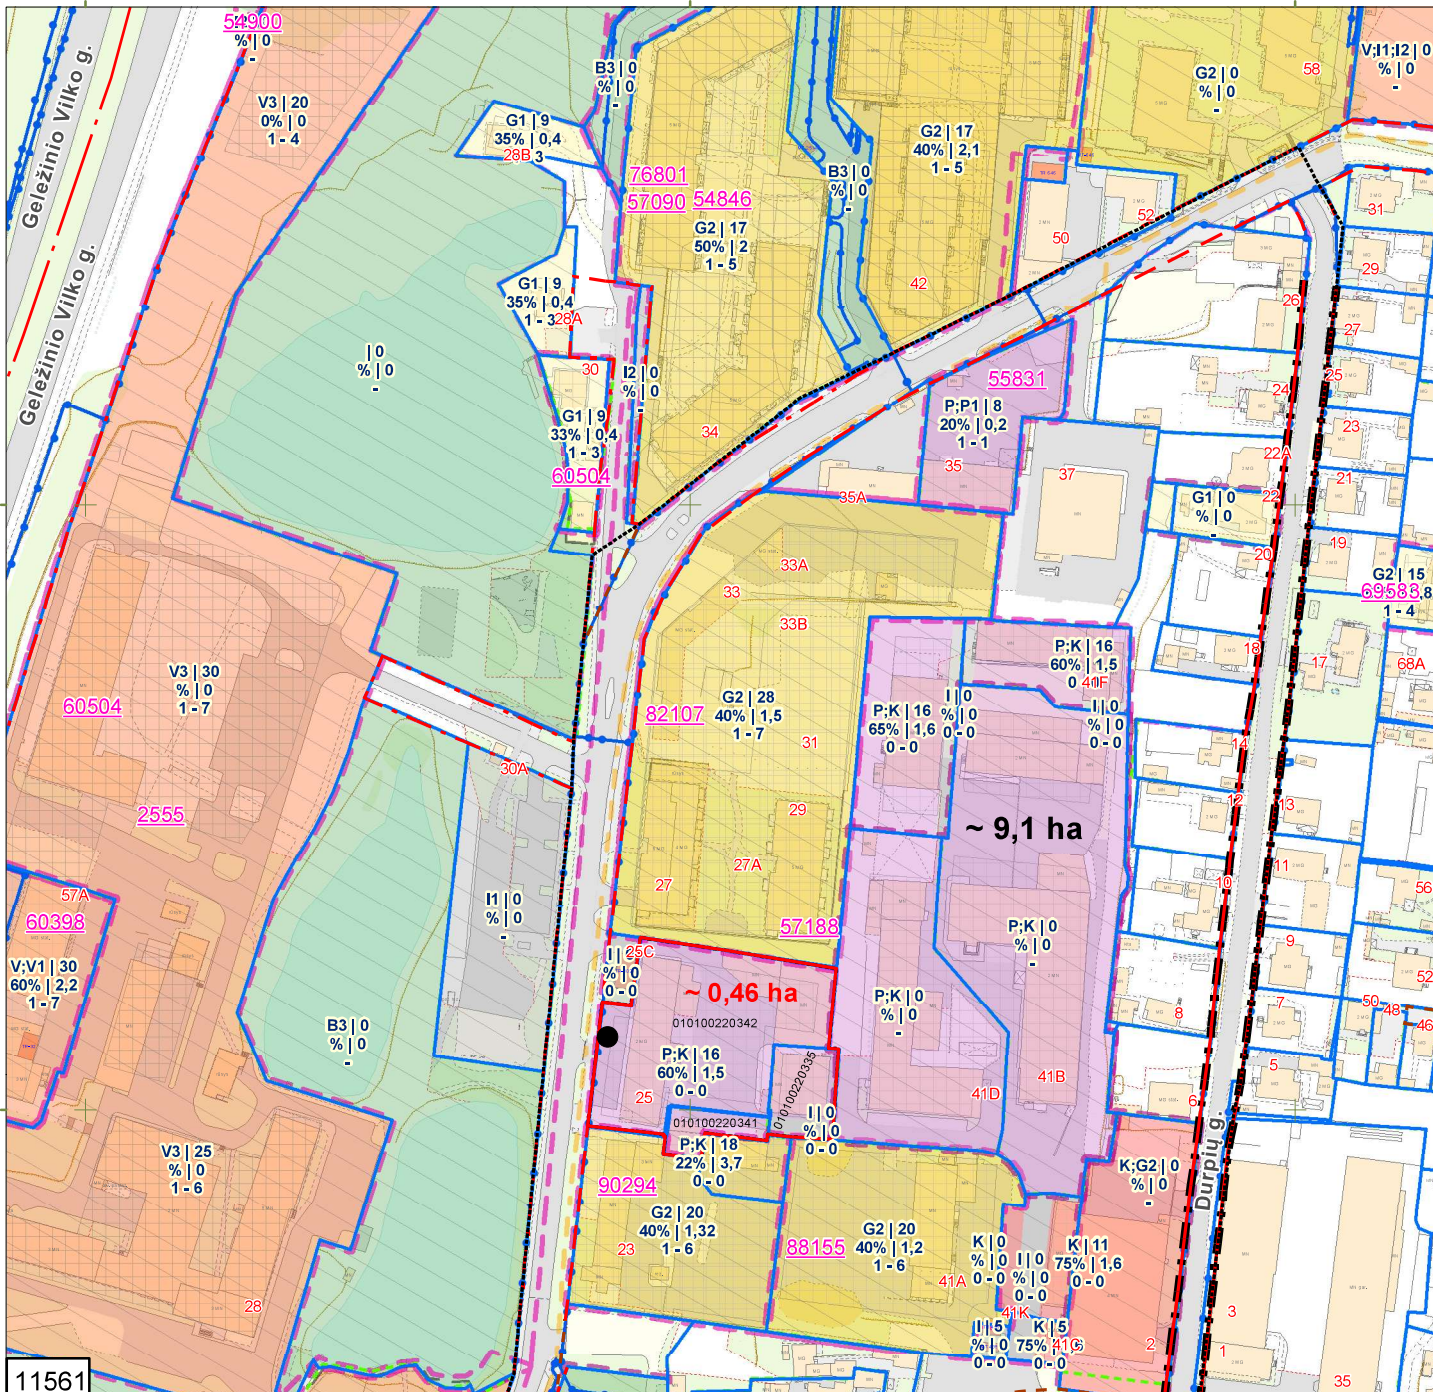 54900
% | 0
-
Geležinio Vilko g.
Geležinio Vilko g.
V3 | 20
0% | 0
1 - 4
B3 | 0
% | 0
-
G1 | 9
35% | 0,4
28B 3
76801
57090
54846
G2 | 17
50% | 2
1 - 5
B3 | 0
% | 0
-
G2 | 17
40% | 2,1
1 - 5
42
G2 | 0
% | 0
-
58
V;I1;I2 | 0
% | 0
-
52
50
31
29
27
26
25
24
23
22A
22
21
20
19
18
17
14
13
12
11
10
9
8
7
6
5
3
2
1
35
G1 | 9
35% | 0,4
1 - 3
28A
| 0
% | 0
-
30
I2 | 0
% | 0
-
G1 | 9
33% | 0,4
1 - 3
60504
34
55831
P;P1 | 8
20% | 0,2
1 - 1
35
35A
37
G1 | 0
% | 0
-
G2 | 15
69583
1 - 4
68A
33A
33
33B
P;K | 16
60% | 1,5
41F
V3 | 30
% | 0
1 - 7
60504
82107
G2 | 28
40% | 1,5
1 - 7
31
P;K | 16
65% | 1,6
0 - 0
I | 0
% | 0
0 - 0
I | 0
% | 0
0 - 0
30A
2555
29
~ 9,1 ha
27A
27
57A
60398
V;V1 | 30
60% | 2,2
1 - 7
I1 | 0
% | 0
-
57188
P;K | 0
% | 0
-
25C
I | 0
% | 0
0 - 0
~ 0,46 ha
010100220342
P;K | 0
% | 0
-
B3 | 0
% | 0
-
P;K | 16
60% | 1,5
0 - 0
25
010100220335
010100220341
I | 0
% | 0
0 - 0
41D
41B
56
52
50
48
46
P;K | 18
22% | 3,7
0 - 0
V3 | 25
% | 0
1 - 6
90294
G2 | 20
40% | 1,32
1 - 6
23
88155
G2 | 20
40% | 1,2
1 - 6
41A
K;G2 | 0
% | 0
-
Durpių g.
K | 0
% | 0
0 - 0
I | 0
% | 0
0 - 0
K | 11
75% | 1,6
0 - 0
41K
I | 5
% | 0
0 - 0
K | 5
75% |
0 - 0
28
11561